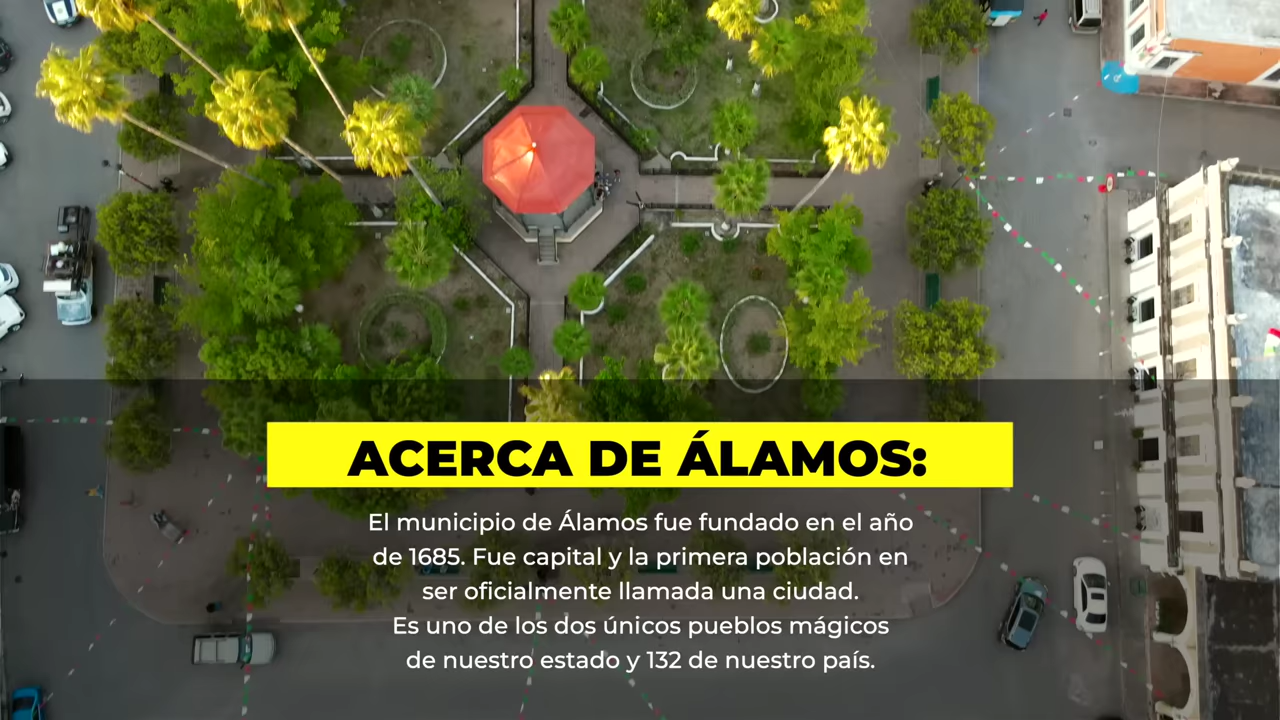 ACERCA DE ÁLAMOS:
El municipio de Álamos fue fundado en el año
de 1685. Fue capital y la primera población en
ser oficialmente llamada una ciudad.
Es uno de los dos únicos pueblos mágicos
de nuestro estado y 132 de nuestro país.